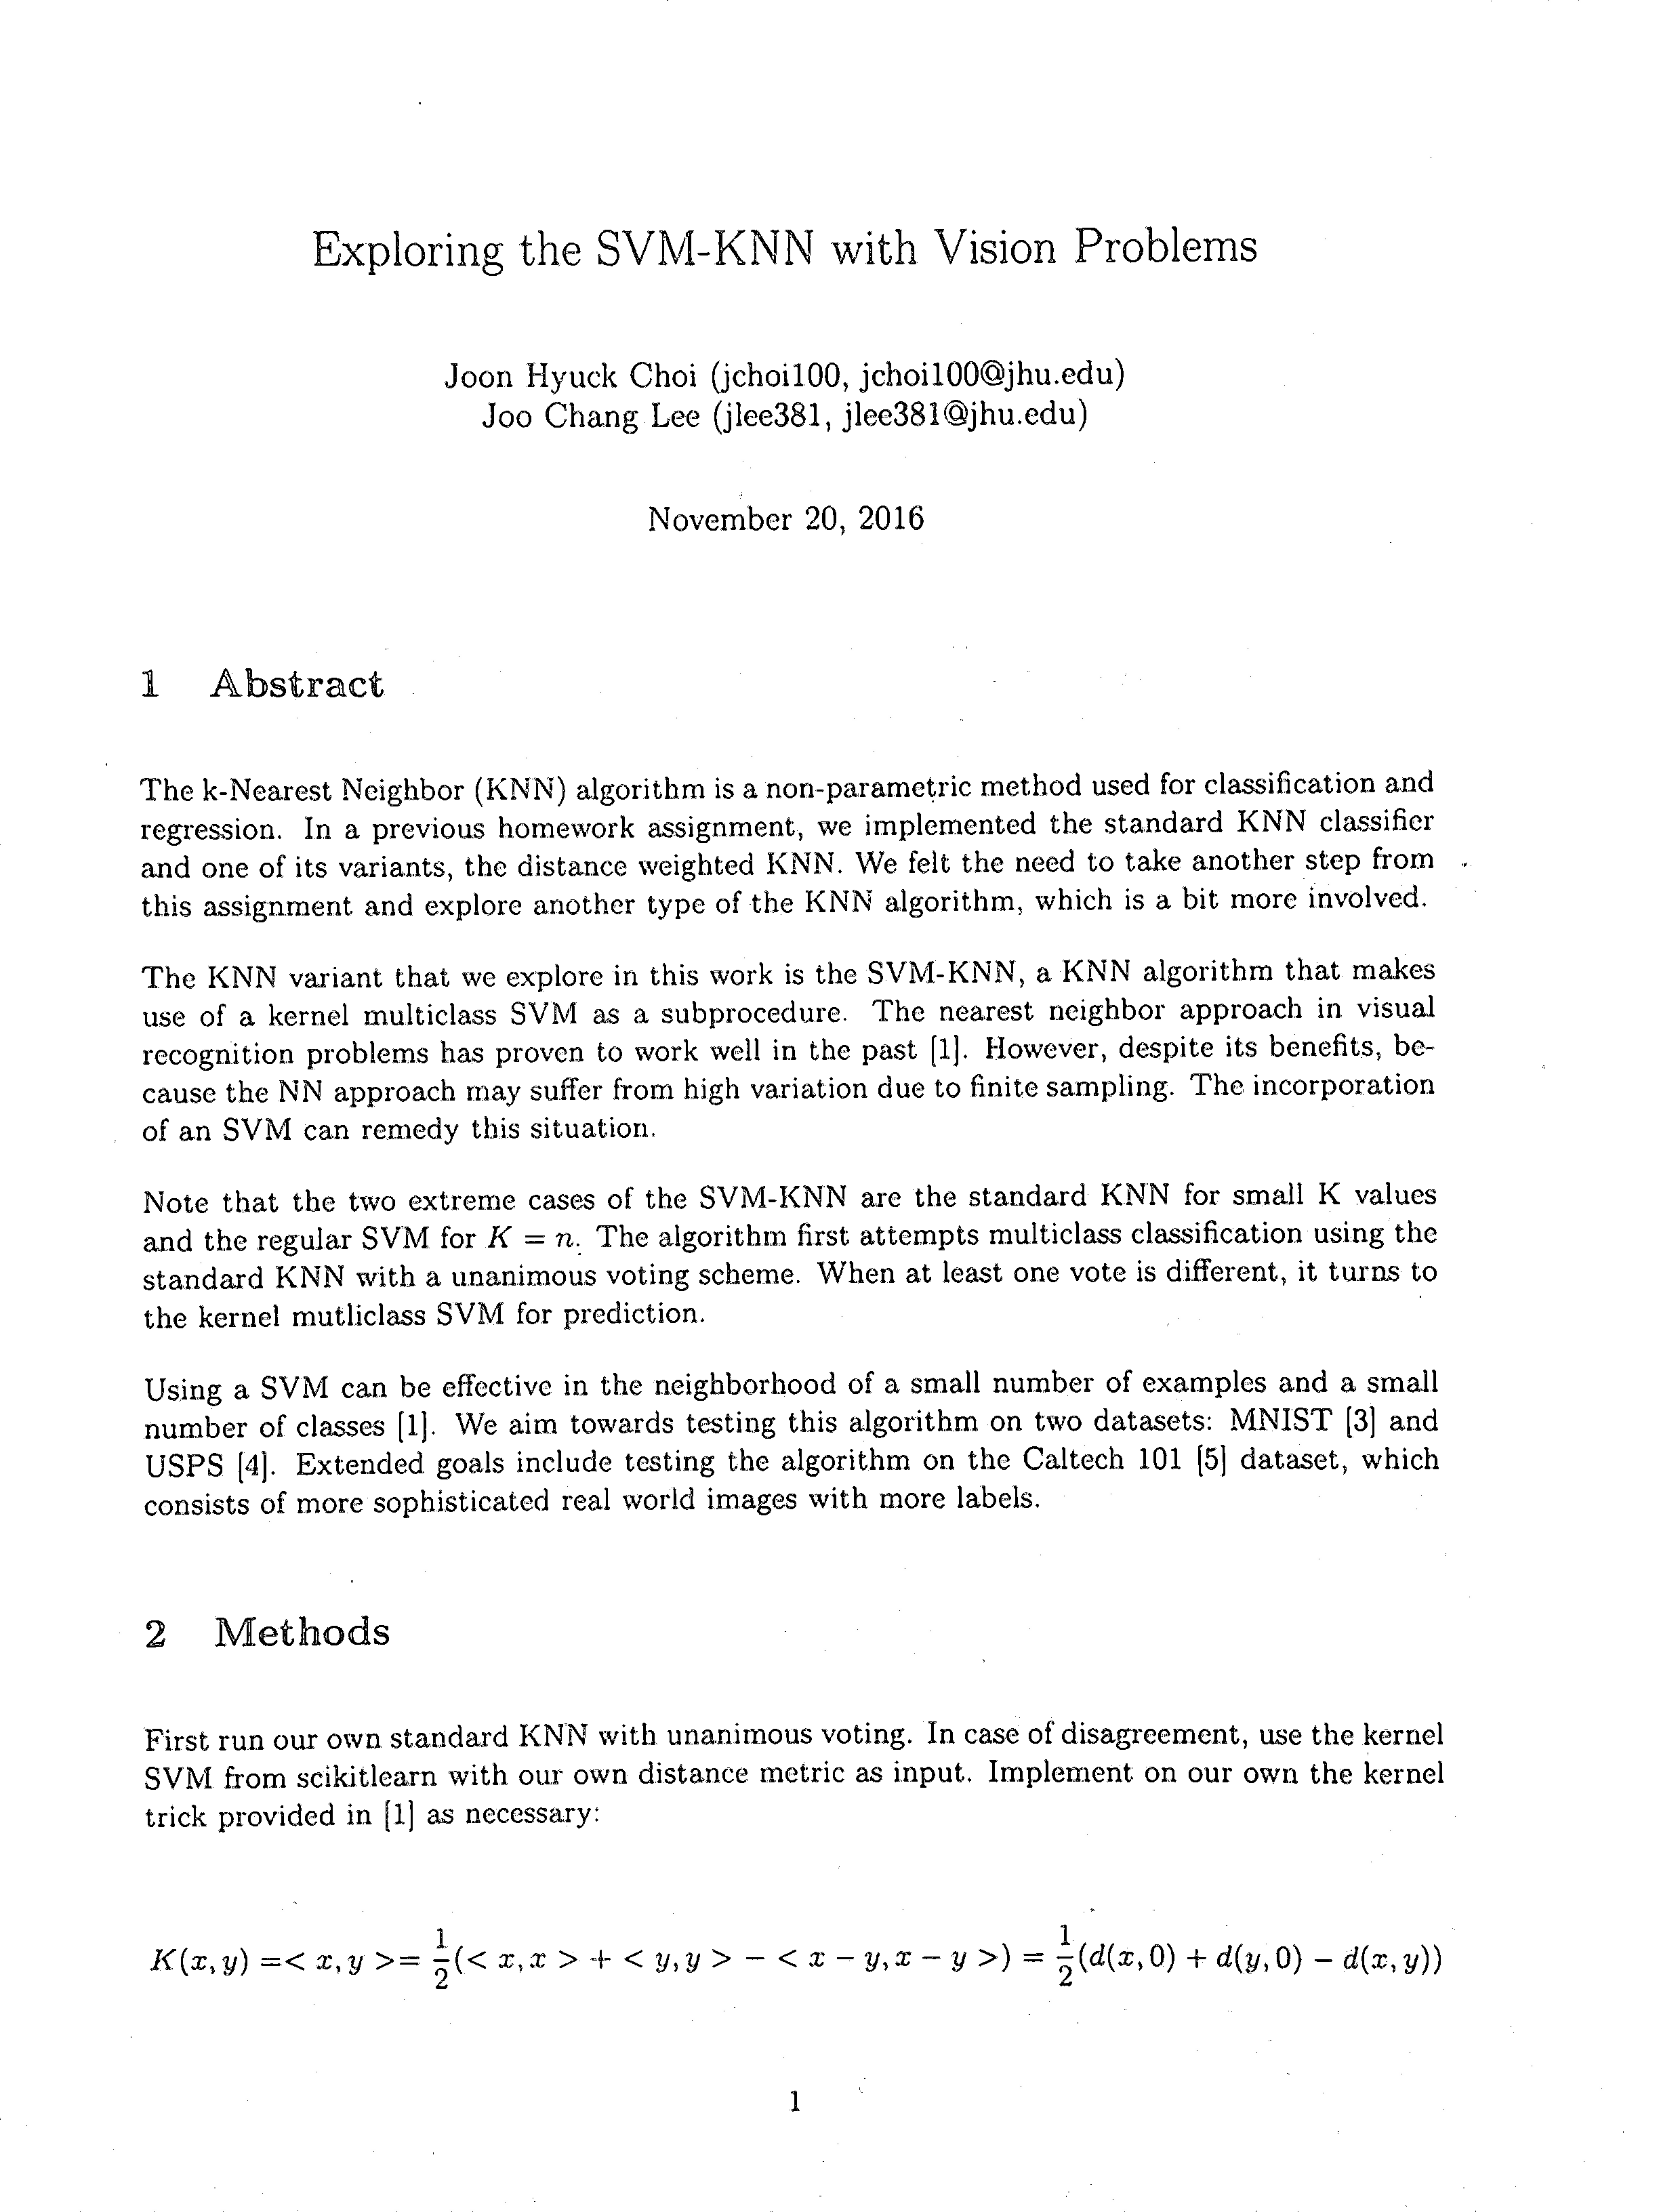 Exploring the SVM-KNN with Vision Problems
Joon Hyuck Choi (jchoi100, jchoi100@jhu.edu)
Joo Chang Lee (jlee381, jlee381@jhu.edu)
November 20, 2016
1 Abstract
The k-Nearest Neighbor (KNN) algorithm is a non-parametric method used for classification and
regression. In a previous homework assignment, we implemented the standard KNN classifier
and one of its variants, the distance weighted KNN. We felt the need to take another step from
this assignment and explore another type of the KNN algorithm, which is a bit more involved.
The KNN variant that we explore in this work is the SVM-KNN, a KNN algorithm that makes
use of a kernel multiclass SVM as a subprocedure. The nearest neighbor approach in visual
recognition problems has proven to work well in the past [1]. However, despite its benefits, be-
cause the NN approach may suffer from high variation due to finite sampling. The incorporation
of an SVM can remedy this situation.
Note that the two extreme cases of the SVM-KNN are the standard KNN for small K values
and the regular SVM for K = n. The algorithm first attempts multiclass classification using the
standard KNN with a unanimous voting scheme. When at least one vote is different, it turns to
the kernel mutliclass SVM for prediction.
Using a SVM can be effective in the neighborhood of a small number of examples and a small
number of classes [1]. We aim towards testing this algorithm on two datasets: MNIST [3] and
USPS [4]. Extended goals include testing the algorithm on the Caltech 101 [5] dataset, which
consists of more sophisticated real world images with more labels.
2 Methods
First run our own standard KNN with unanimous voting. In case of disagreement, use the kernel
SVM from scikitlearn with our own distance metric as input. Implement on our own the kernel
trick provided in [1] as necessary:
K(x, y) =< x, y >= 1/2(< x, x > + < y, y > − < x − y, x − y >) = 1/2(d(x, 0) + d(y, 0) − d(x, y))
1